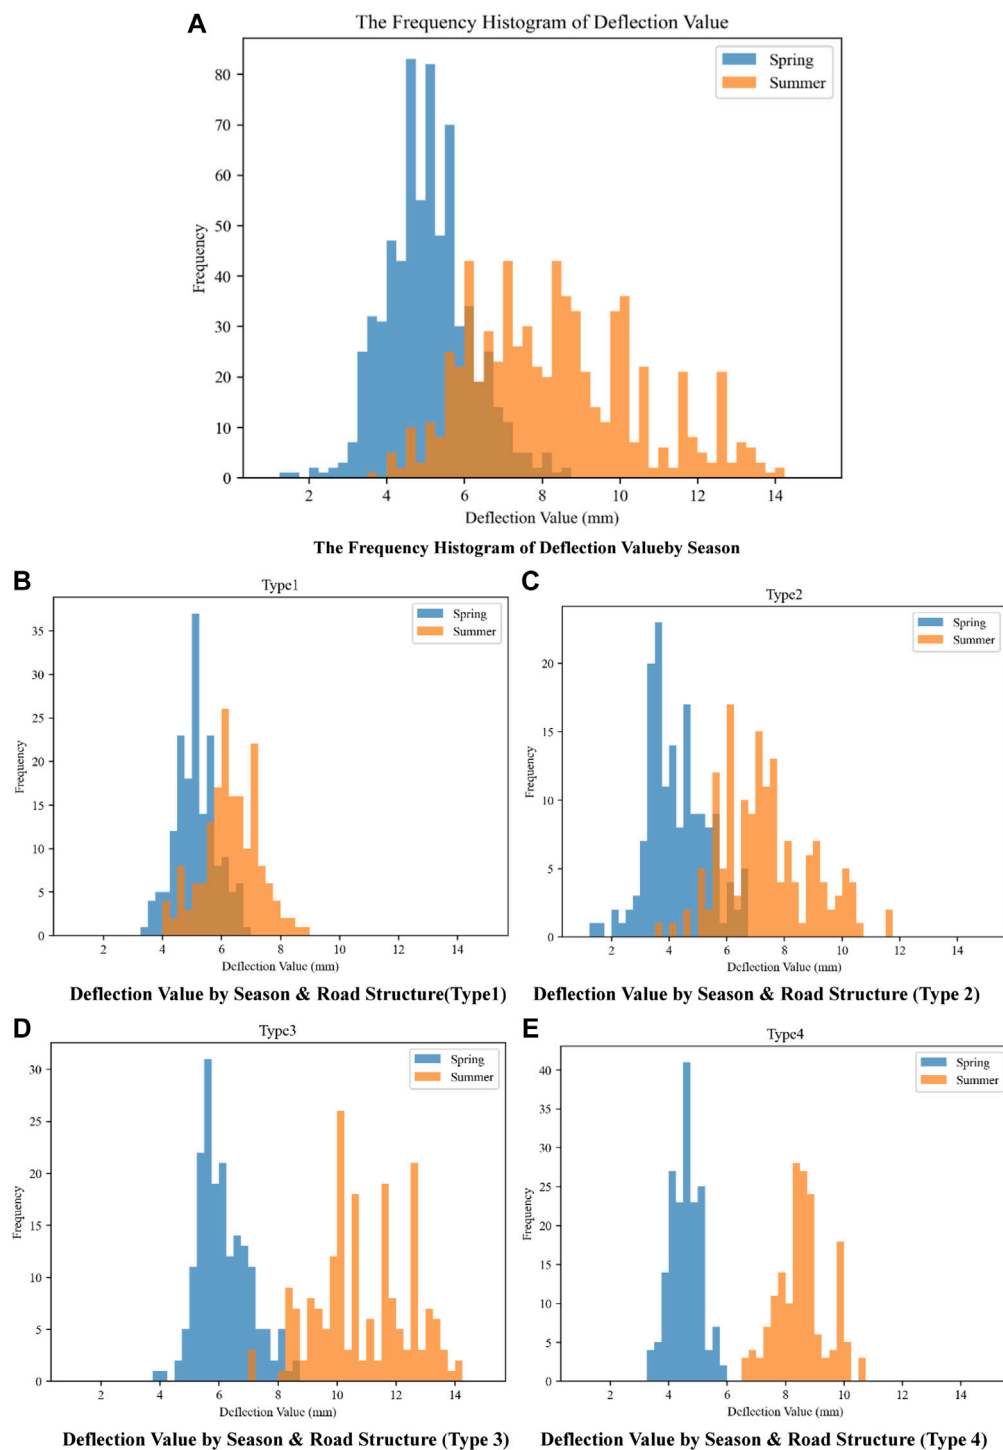 A
The Frequency Histogram of Deflection Value
Spring
Summer
80
70
60
50
40
30
20
10
0
Frequency
2 4 6 8 10 12 14
Deflection Value (mm)
The Frequency Histogram of Deflection Valueby Season
B
Type1
Spring
Summer
35
30
25
20
15
10
5
0
Frequency
2 4 6 8 10 12 14
Deflection Value (mm)
Deflection Value by Season & Road Structure(Type1)
C
Type2
Spring
Summer
20
15
10
5
0
Frequency
2 4 6 8 10 12 14
Deflection Value (mm)
Deflection Value by Season & Road Structure (Type 2)
D
Type3
Spring
Summer
30
25
20
15
10
5
0
Frequency
2 4 6 8 10 12 14
Deflection Value (mm)
Deflection Value by Season & Road Structure (Type 3)
E
Type4
Spring
Summer
40
35
30
25
20
15
10
5
0
Frequency
2 4 6 8 10 12 14
Deflection Value (mm)
Deflection Value by Season & Road Structure (Type 4)